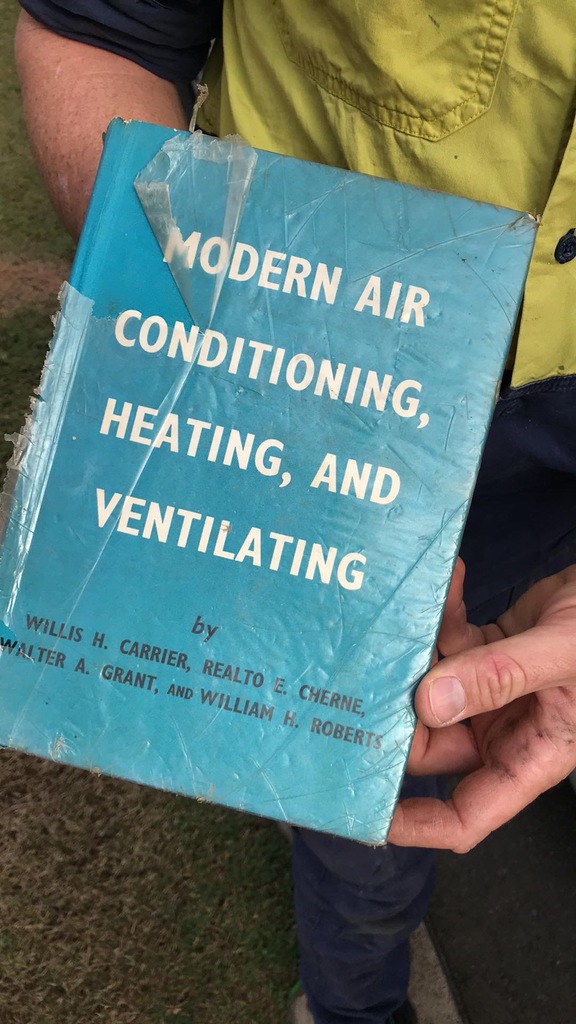 MODERN AIR
CONDITIONING,
HEATING, AND
VENTILATING
by
WILLIS H. CARRIER, REALTO E. CHERNE,
WALTER A. GRANT, AND WILLIAM H. ROBERTS